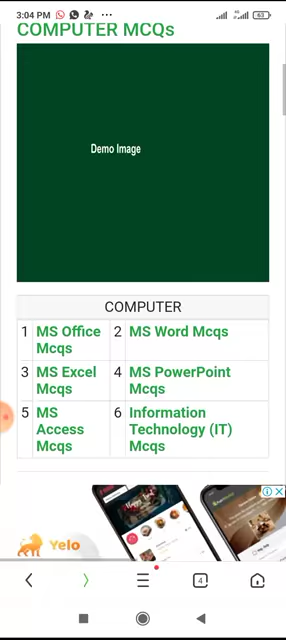 3:04 PM
63
COMPUTER MCQs
Demo Image
COMPUTER
1 MS Office Mcqs 2 MS Word Mcqs
3 MS Excel Mcqs 4 MS PowerPoint Mcqs
5 MS Access Mcqs 6 Information Technology (IT) Mcqs
Yelo
4